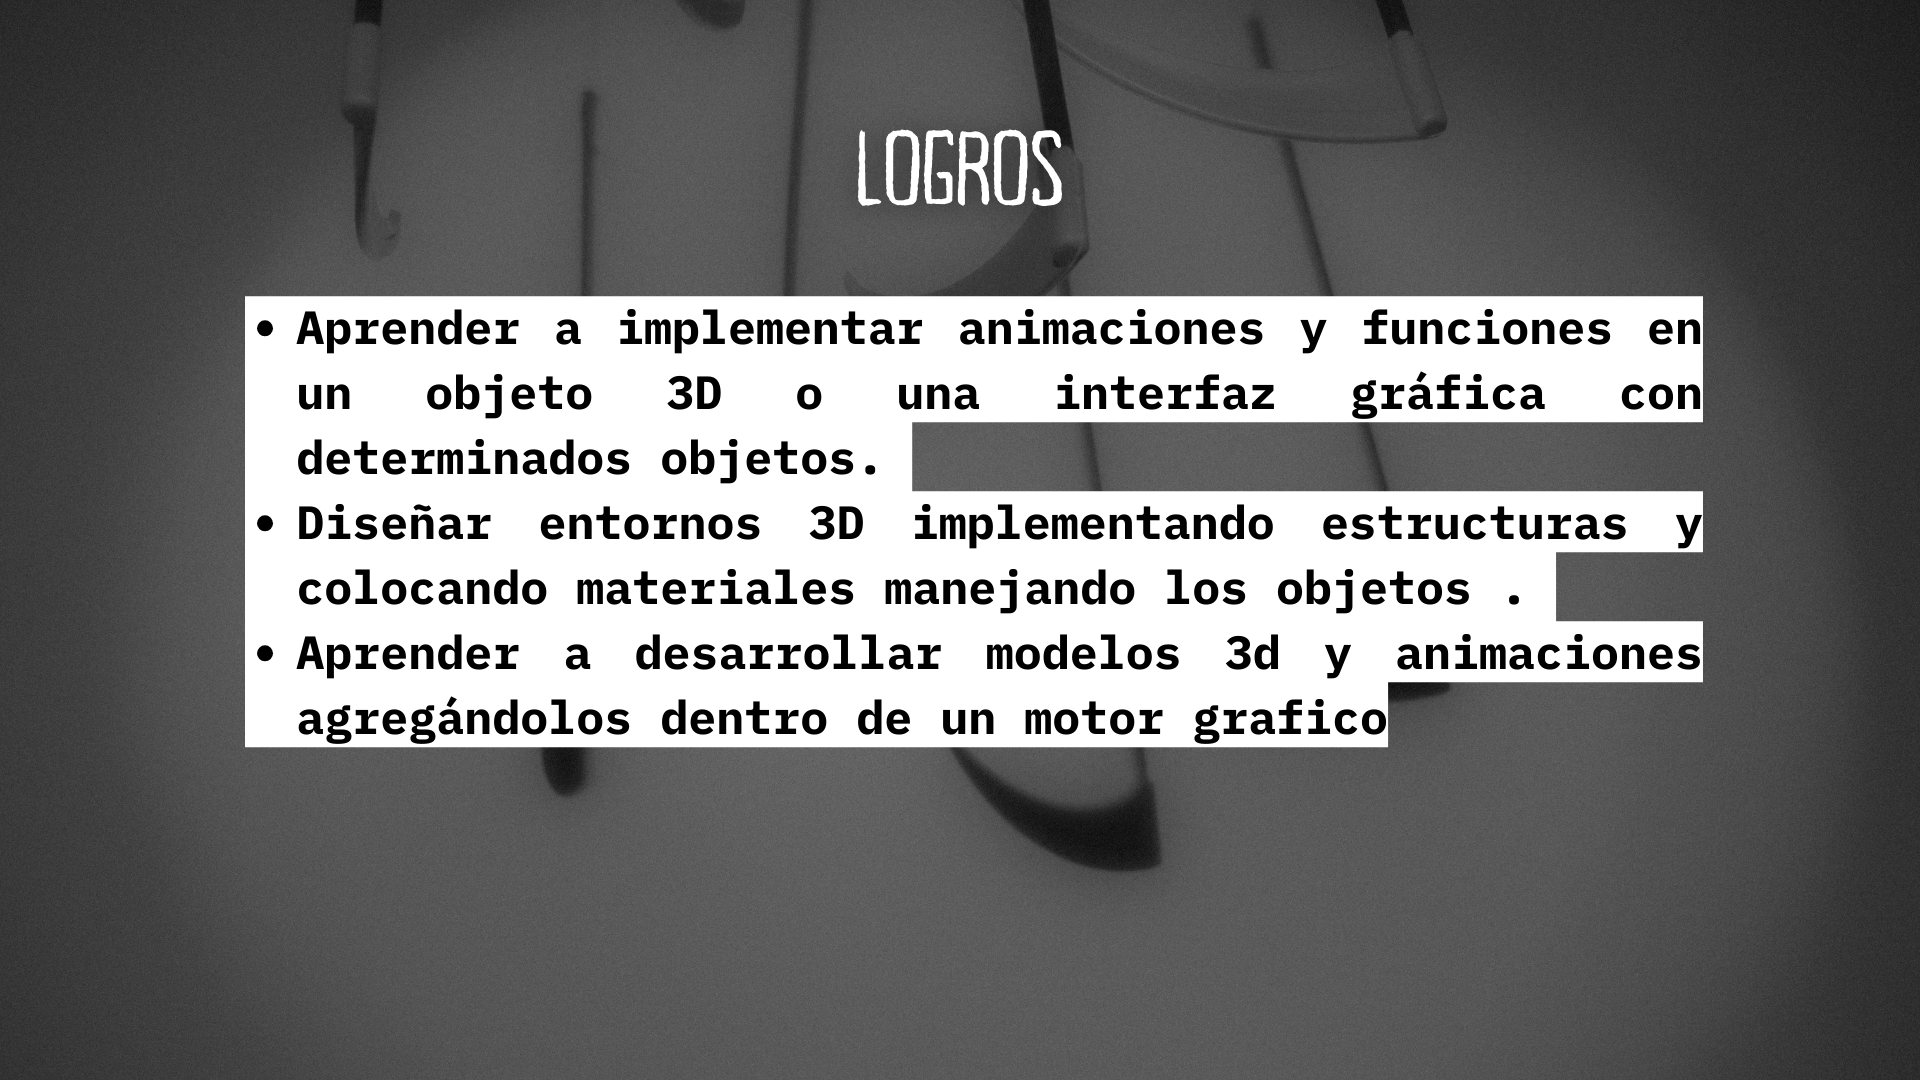 LOGROS
• Aprender a implementar animaciones y funciones en
un objeto 3D o una interfaz gráfica con
determinados objetos.
• Diseñar entornos 3D implementando estructuras y
colocando materiales manejando los objetos .
• Aprender a desarrollar modelos 3d y animaciones
agregándolos dentro de un motor grafico